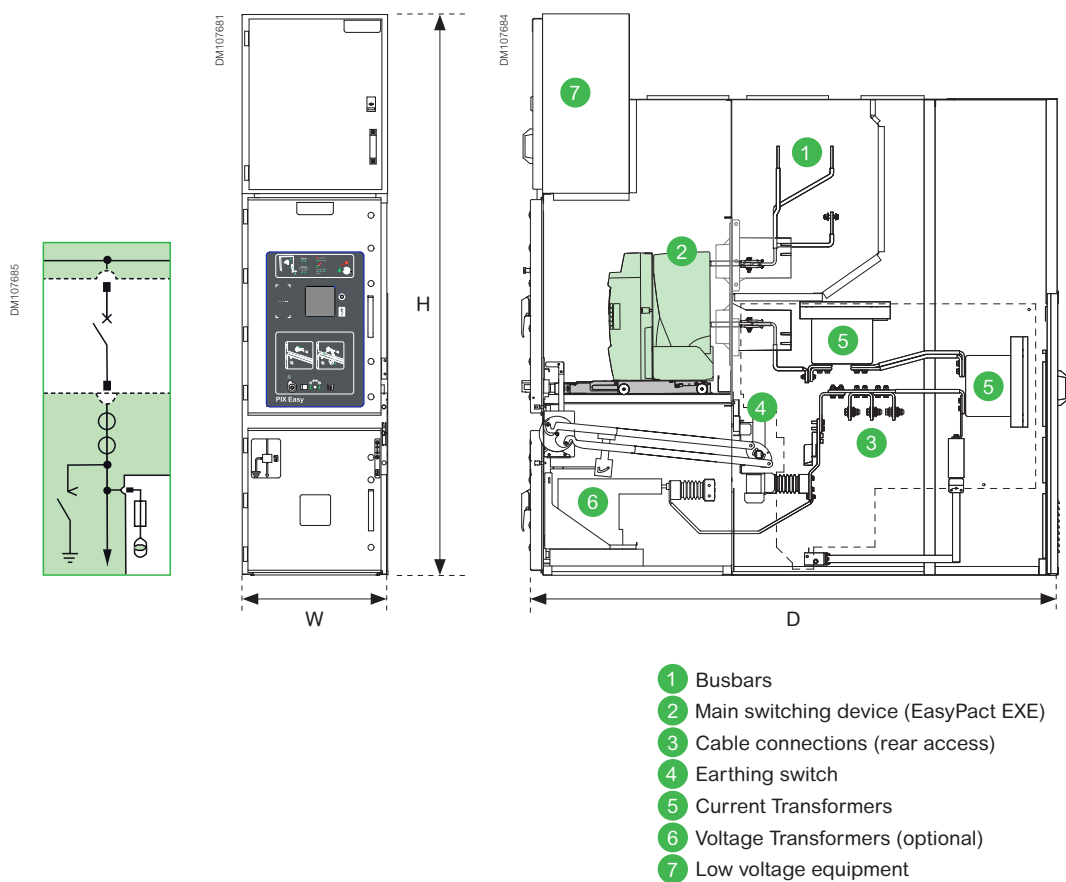 DM107681
DM107684
DM107685
7
1
2
5
5
4
3
6
PIX Easy
H
W
D
1 Busbars
2 Main switching device (EasyPact EXE)
3 Cable connections (rear access)
4 Earthing switch
5 Current Transformers
6 Voltage Transformers (optional)
7 Low voltage equipment